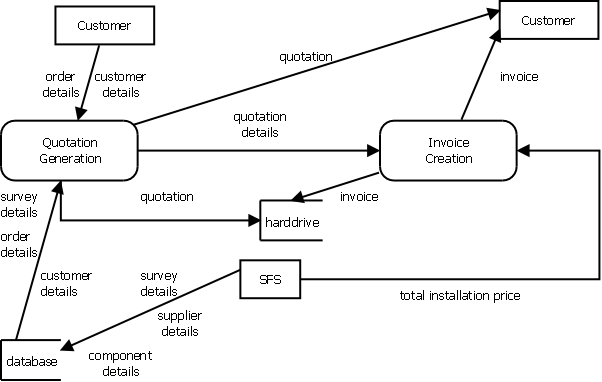 Customer
Customer
quotation
order
details
customer
details
invoice
quotation
details
Quotation
Generation
Invoice
Creation
survey
details
quotation
invoice
harddrive
order
details
customer
details
survey
details
SFS
total installation price
supplier
details
database
component
details